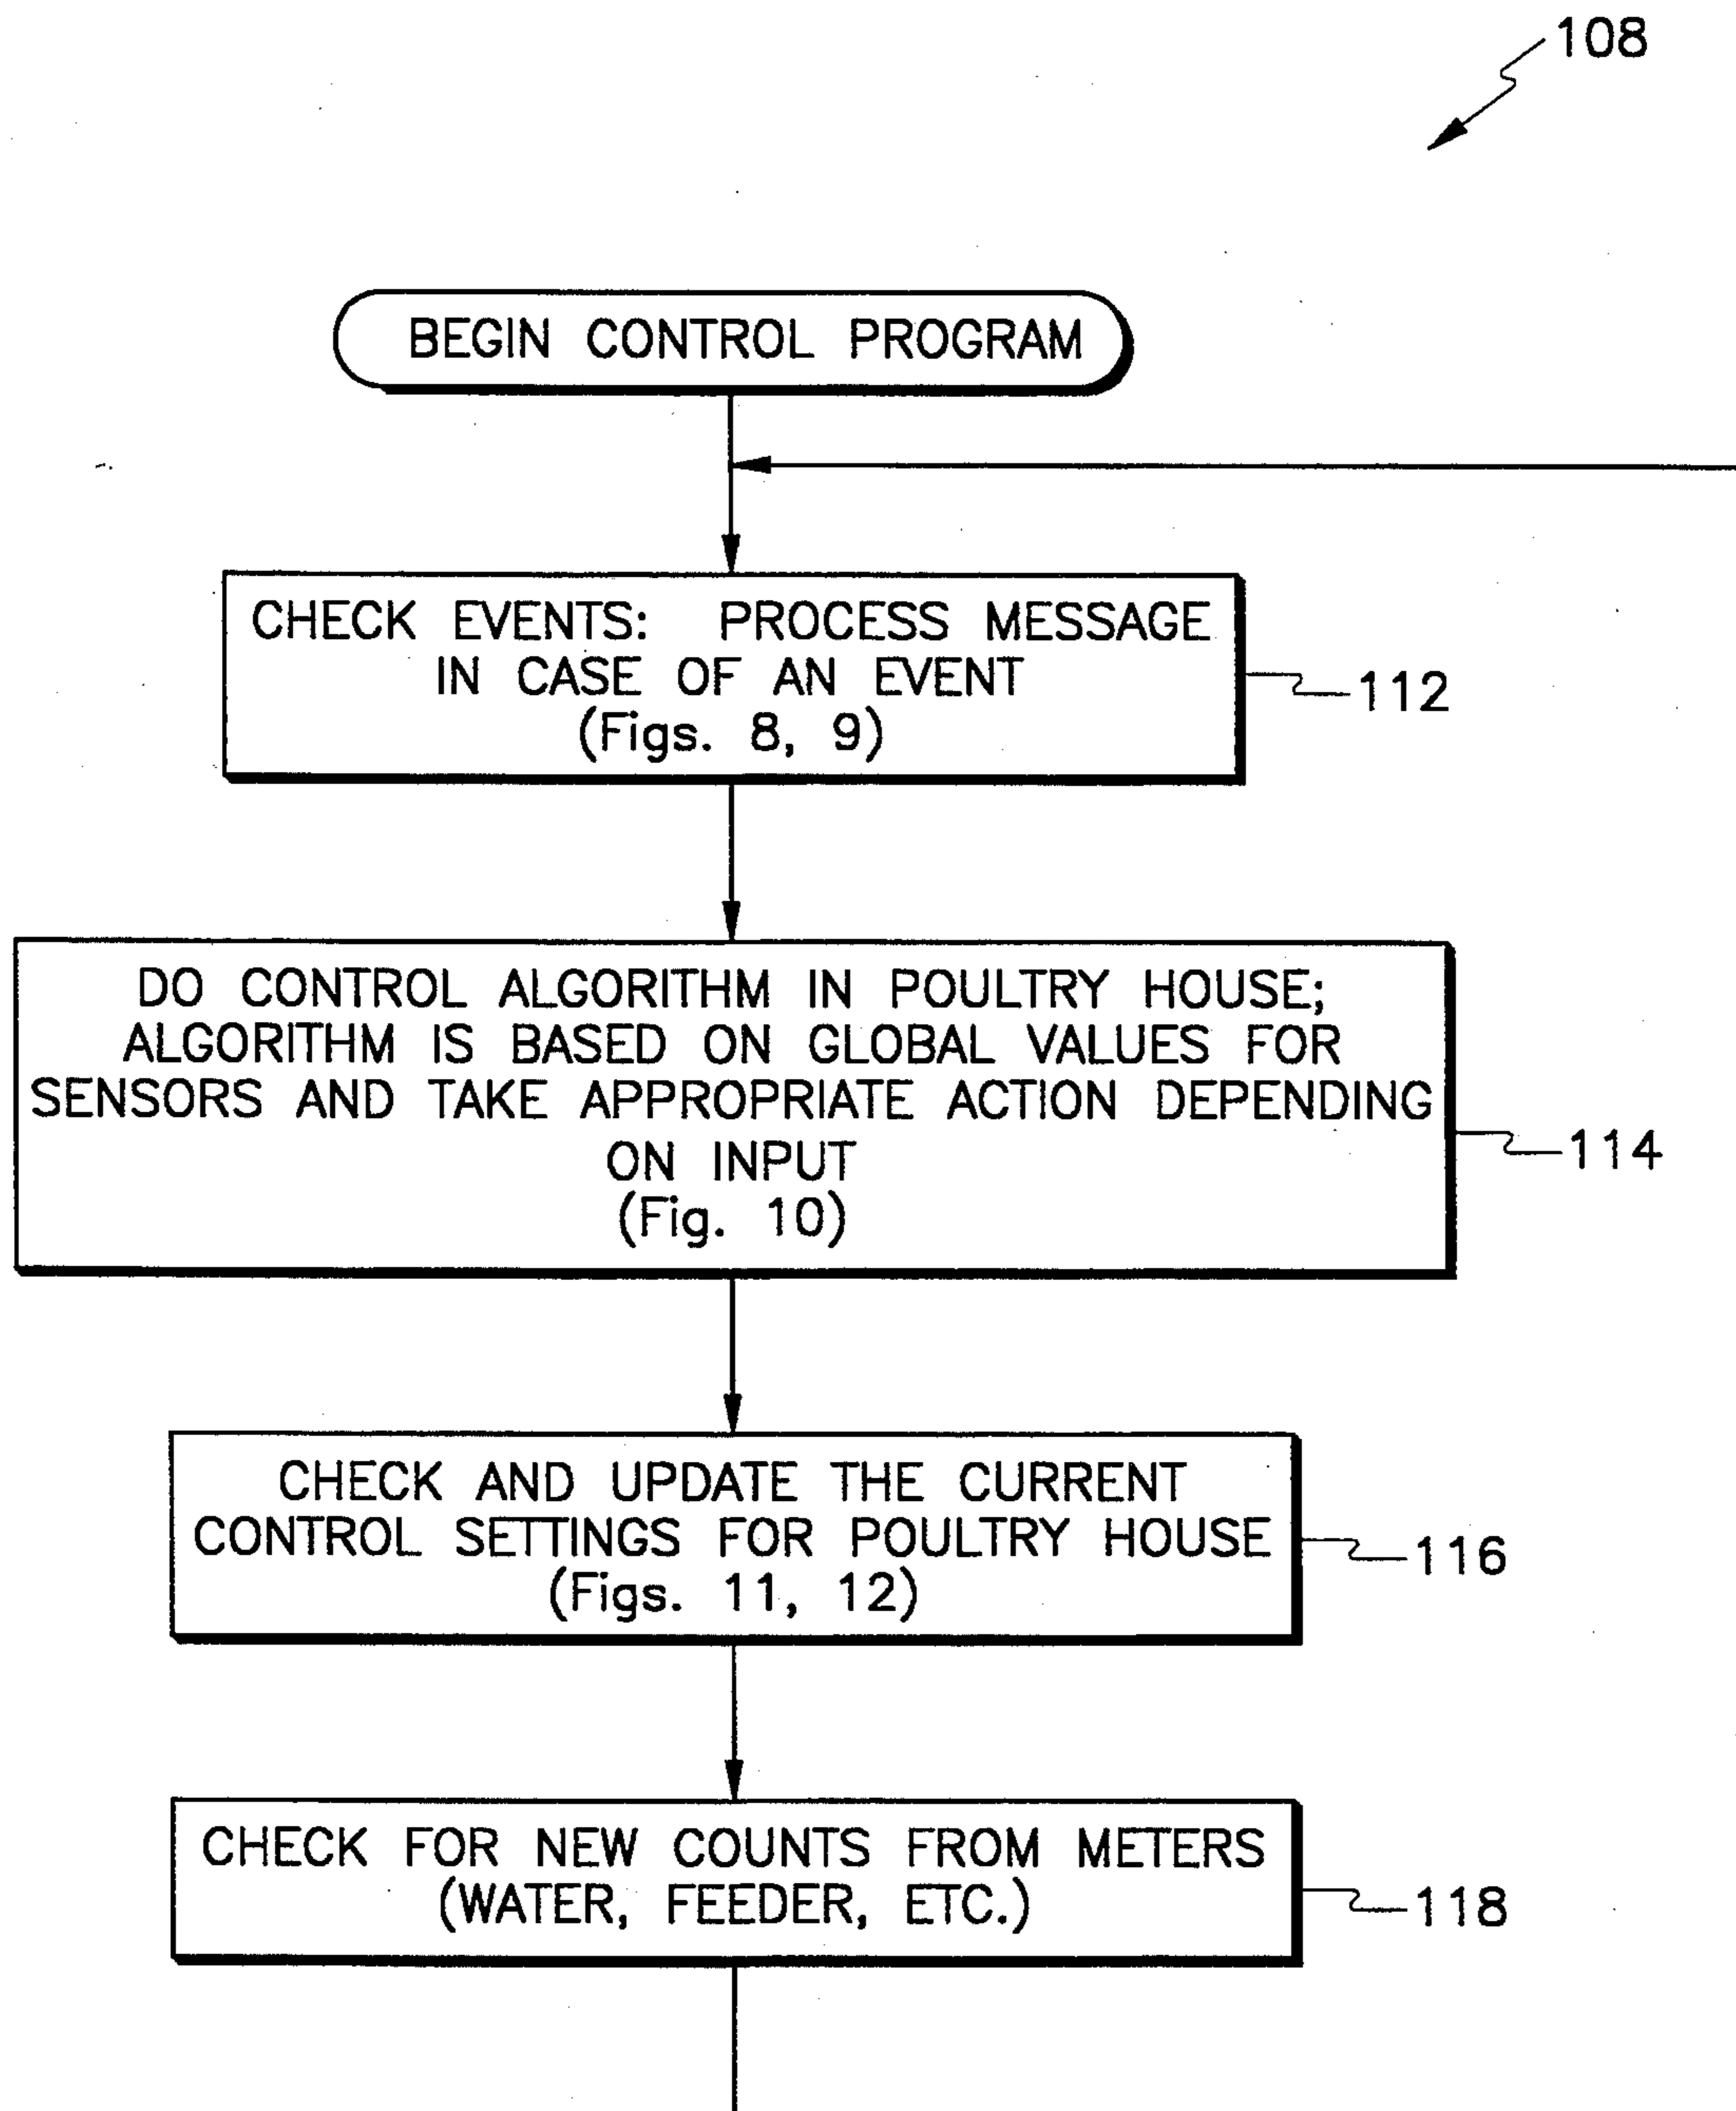 108
BEGIN CONTROL PROGRAM
CHECK EVENTS: PROCESS MESSAGE
IN CASE OF AN EVENT
(Figs. 8, 9)
112
DO CONTROL ALGORITHM IN POULTRY HOUSE;
ALGORITHM IS BASED ON GLOBAL VALUES FOR
SENSORS AND TAKE APPROPRIATE ACTION DEPENDING
ON INPUT
(Fig. 10)
114
CHECK AND UPDATE THE CURRENT
CONTROL SETTINGS FOR POULTRY HOUSE
(Figs. 11, 12)
116
CHECK FOR NEW COUNTS FROM METERS
(WATER, FEEDER, ETC.)
118